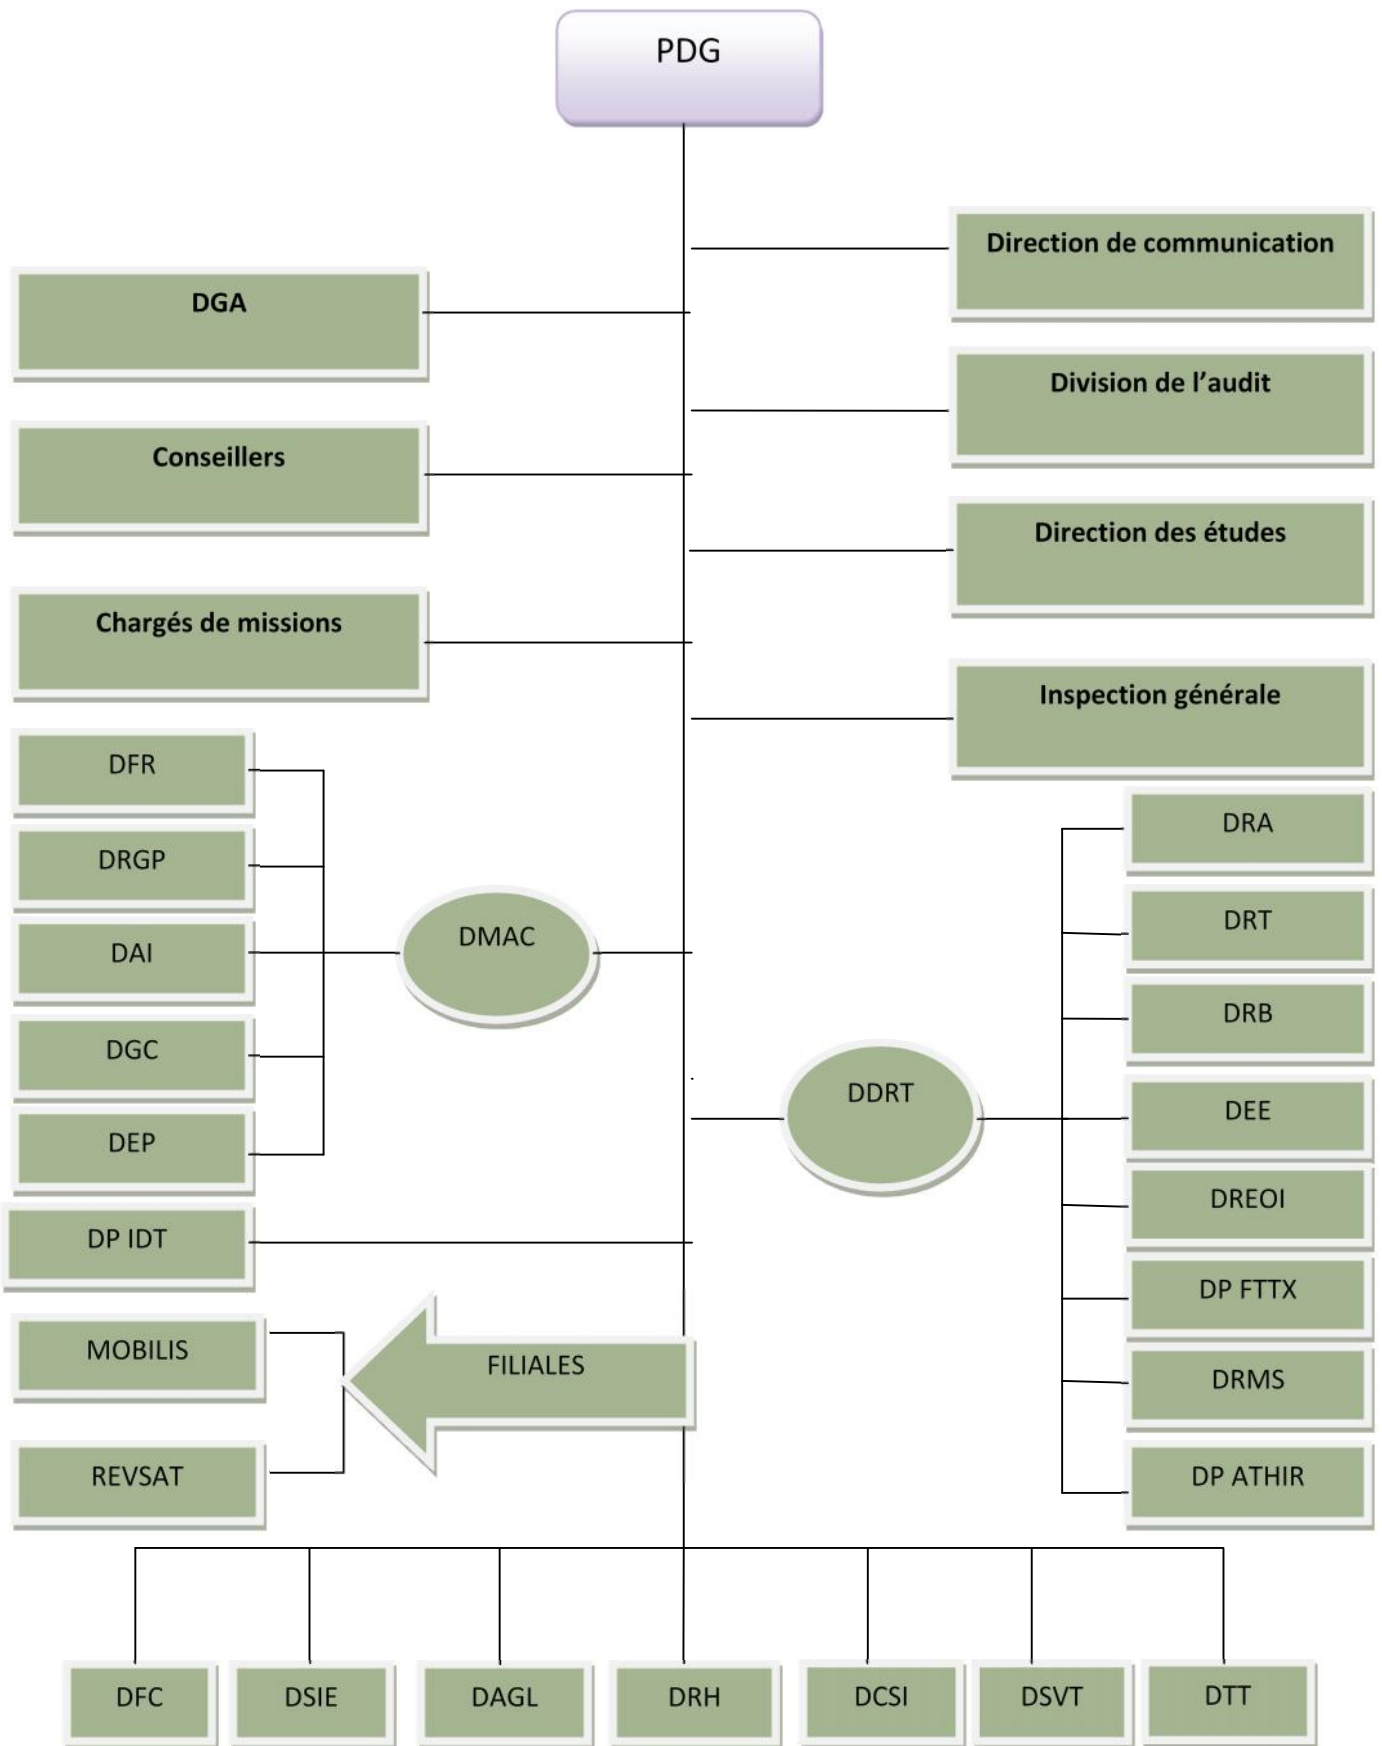 PDG
Direction de communication
DGA
Division de l’audit
Conseillers
Direction des études
Chargés de missions
Inspection générale
DFR
DRGP
DAI
DGC
DEP
DMAC
DP IDT
DDRT
DRA
DRT
DRB
DEE
DREOI
DP FTTX
DRMS
DP ATHIR
MOBILIS
REVSAT
FILIALES
DFC
DSIE
DAGL
DRH
DCSI
DSVT
DTT